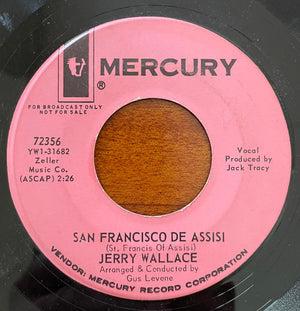 MERCURY
®
FOR BROADCAST ONLY
NOT FOR SALE
72356
YW1-31682
Zeller
Music Co.
(ASCAP) 2:26
Vocal
Produced by
Jack Tracy
SAN FRANCISCO DE ASSISI
(St. Francis Of Assisi)
JERRY WALLACE
Arranged & Conducted by
Gus Levene
VENDOR: MERCURY RECORD CORPORATION